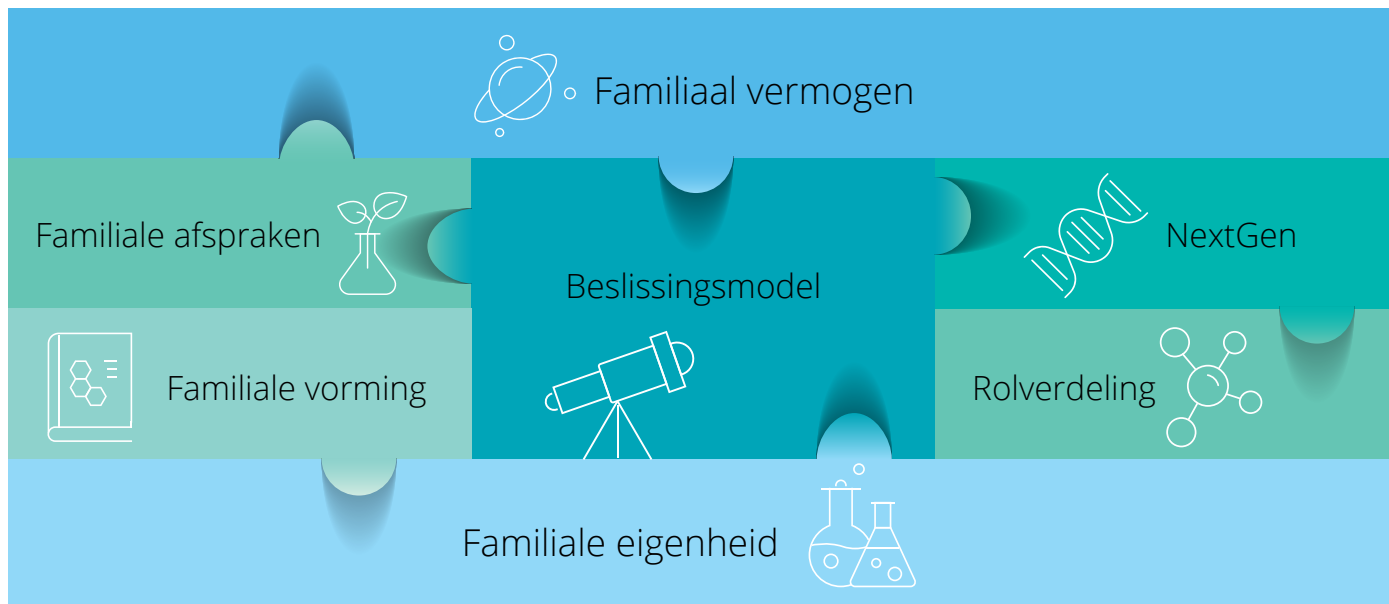 Familiaal vermogen
Familiale afspraken
NextGen
Beslissingsmodel
Familiale vorming
Rolverdeling
Familiale eigenheid